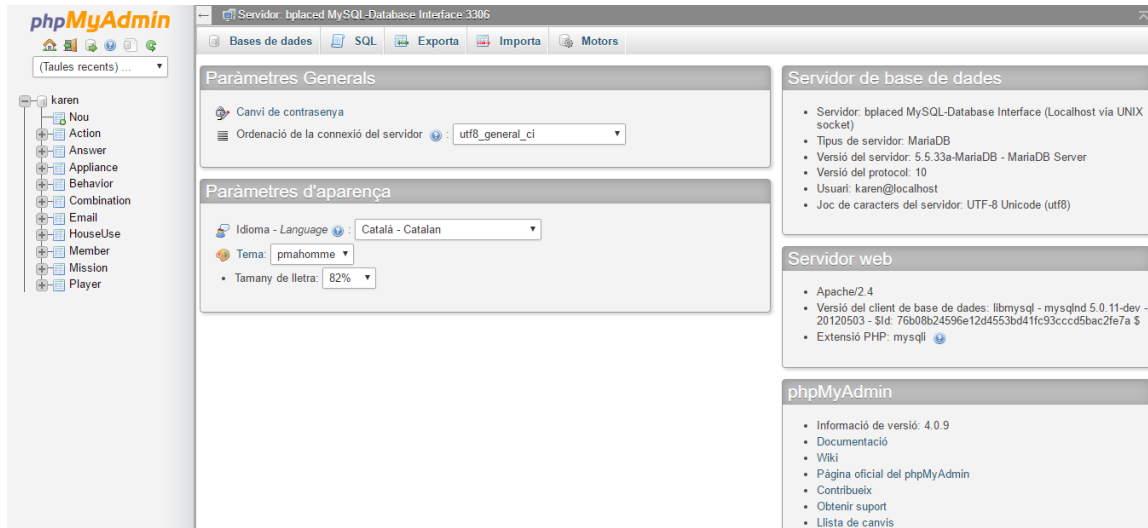 phpMyAdmin
(Taules recents) ...
karen
Nou
Action
Answer
Appliance
Behavior
Combination
Email
HouseUse
Member
Mission
Player
Servidor: bplaced MySQL-Database Interface:3306
Bases de dades SQL Exporta Importa Motors
Paràmetres Generals
Canvi de contrasenya
Ordenació de la connexió del servidor : utf8_general_ci
Paràmetres d'aparença
Idioma - Language : Català - Catalan
Tema: pmahomme
• Tamany de lletra: 82%
Servidor de base de dades
• Servidor: bplaced MySQL-Database Interface (Localhost via UNIX
socket)
• Tipus de servidor: MariaDB
• Versió del servidor: 5.5.33a-MariaDB - MariaDB Server
• Versió del protocol: 10
• Usuari: karen@localhost
• Joc de caracters del servidor: UTF-8 Unicode (utf8)
Servidor web
• Apache/2.4
• Versió del client de base de dades: libmysql - mysqlnd 5.0.11-dev -
20120503 - $Id: 76b08b24596e12d4553bd41fc93cccd5bac2fe7a $
• Extensió PHP: mysqli
phpMyAdmin
• Informació de versió: 4.0.9
• Documentació
• Wiki
• Pàgina oficial del phpMyAdmin
• Contribueix
• Obtenir suport
• Llista de canvis